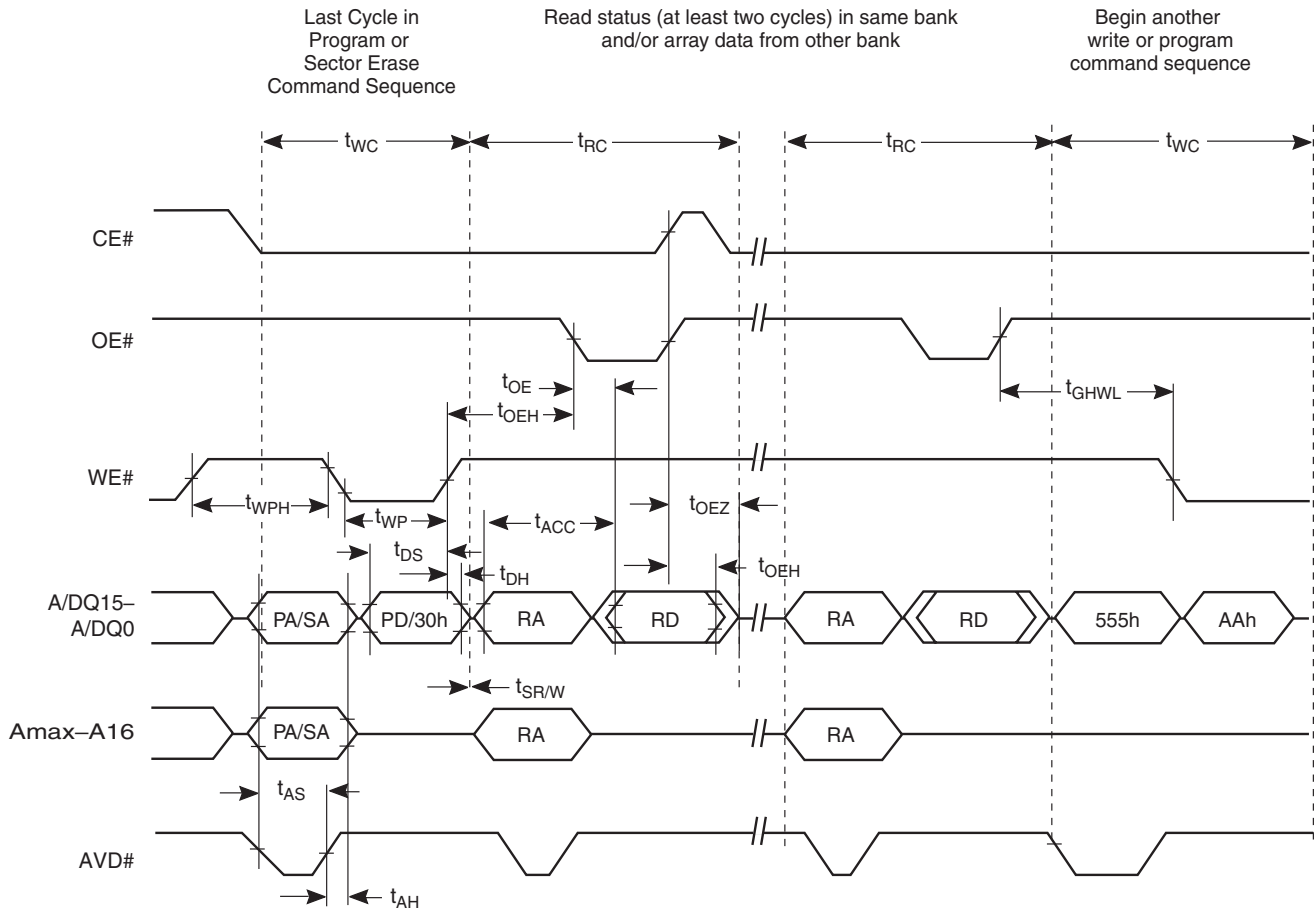 Last Cycle in
Program or
Sector Erase
Command Sequence
Read status (at least two cycles) in same bank
and/or array data from other bank
Begin another
write or program
command sequence
tWC
tRC
tRC
tWC
CE#
OE#
tOE
tOEH
tGHWL
WE#
tWPH
tWP
tACC
tOEZ
tDS
tDH
tOEH
A/DQ15–
A/DQ0
PA/SA
PD/30h
RA
RD
RA
RD
555h
AAh
tSR/W
Amax–A16
PA/SA
RA
RA
tAS
AVD#
tAH